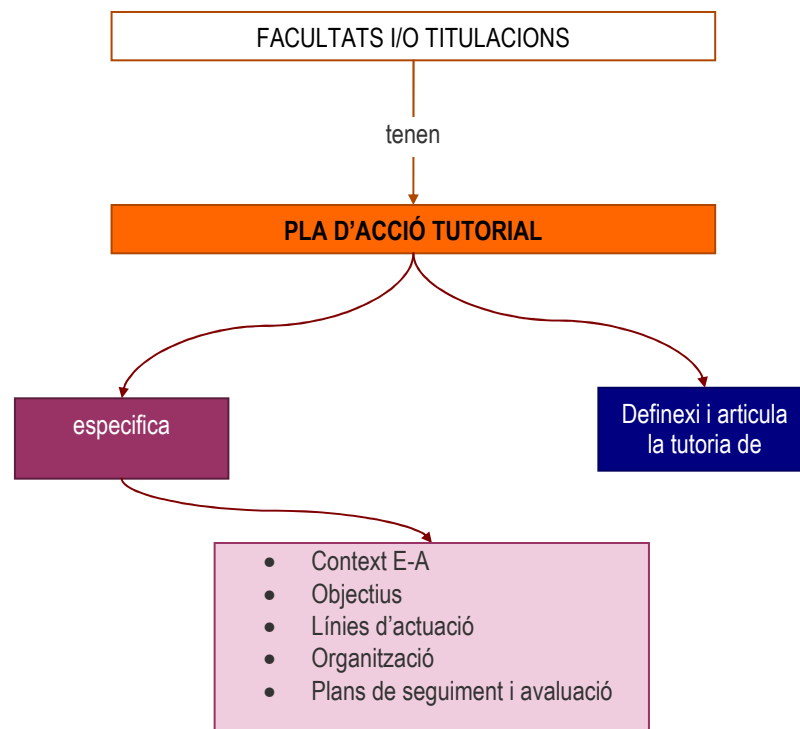 FACULTATS I/O TITULACIONS
tenen
PLA D’ACCIÓ TUTORIAL
especifica
Definexi i articula
la tutoria de
• Context E-A
• Objectius
• Línies d’actuació
• Organització
• Plans de seguiment i avaluació